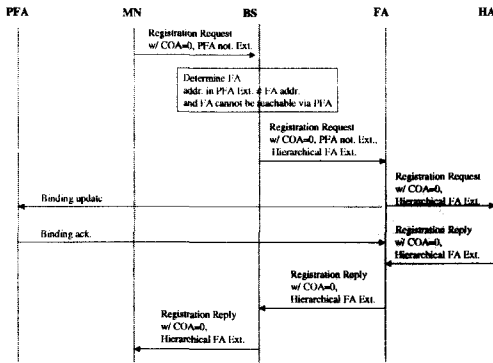 PFA MN BS FA HA
Registration Request
w/ COA=0, PFA not. Ext.
Determine FA
addr. in PFA Ext. ≠ FA addr.
and FA cannot be reachable via PFA
Registration Request
w/ COA=0, PFA not. Ext.,
Hierarchical FA Ext.
Registration Request
w/ COA=0,
Hierarchical FA Ext.
Binding update
Registration Reply
w/ COA=0,
Hierarchical FA Ext.
Binding ack.
Registration Reply
w/ COA=0,
Hierarchical FA Ext.
Registration Reply
w/ COA=0,
Hierarchical FA Ext.